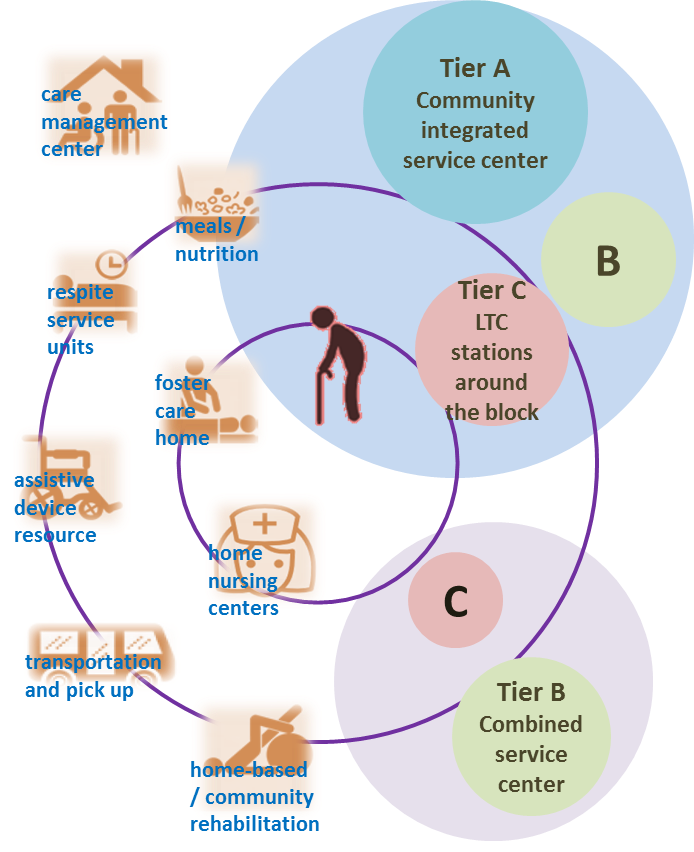 Tier A
Community
integrated
service center
care
management
center
meals /
nutrition
B
Tier C
LTC
stations
around
the block
respite
service
units
foster
care
home
assistive
device
resource
home
nursing
centers
C
transportation
and pick up
Tier B
Combined
service
center
home-based
/ community
rehabilitation